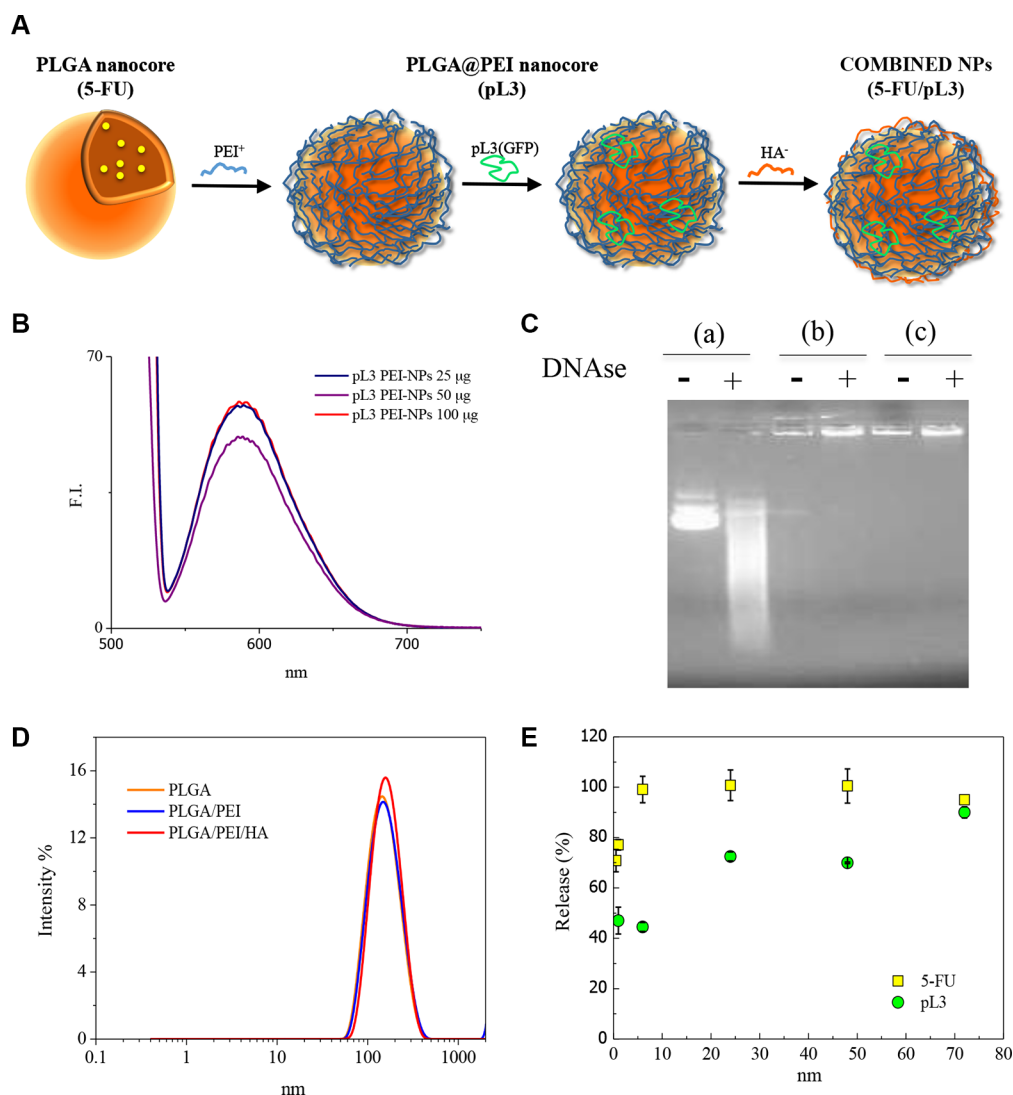 A
PLGA nanocore
(5-FU)
PLGA@PEI nanocore
(pL3)
COMBINED NPs
(5-FU/pL3)
PEI⁺
pL3(GFP)
HA⁻
B
70
0
F.I.
500
600
700
nm
pL3 PEI-NPs 25 µg
pL3 PEI-NPs 50 µg
pL3 PEI-NPs 100 µg
C
(a)
(b)
(c)
DNAse
- + - + - +
D
16
12
8
4
0
Intensity %
0.1
1
10
100
1000
nm
PLGA
PLGA/PEI
PLGA/PEI/HA
E
120
100
80
60
40
20
0
Release (%)
0
10
20
30
40
50
60
70
80
nm
5-FU
pL3